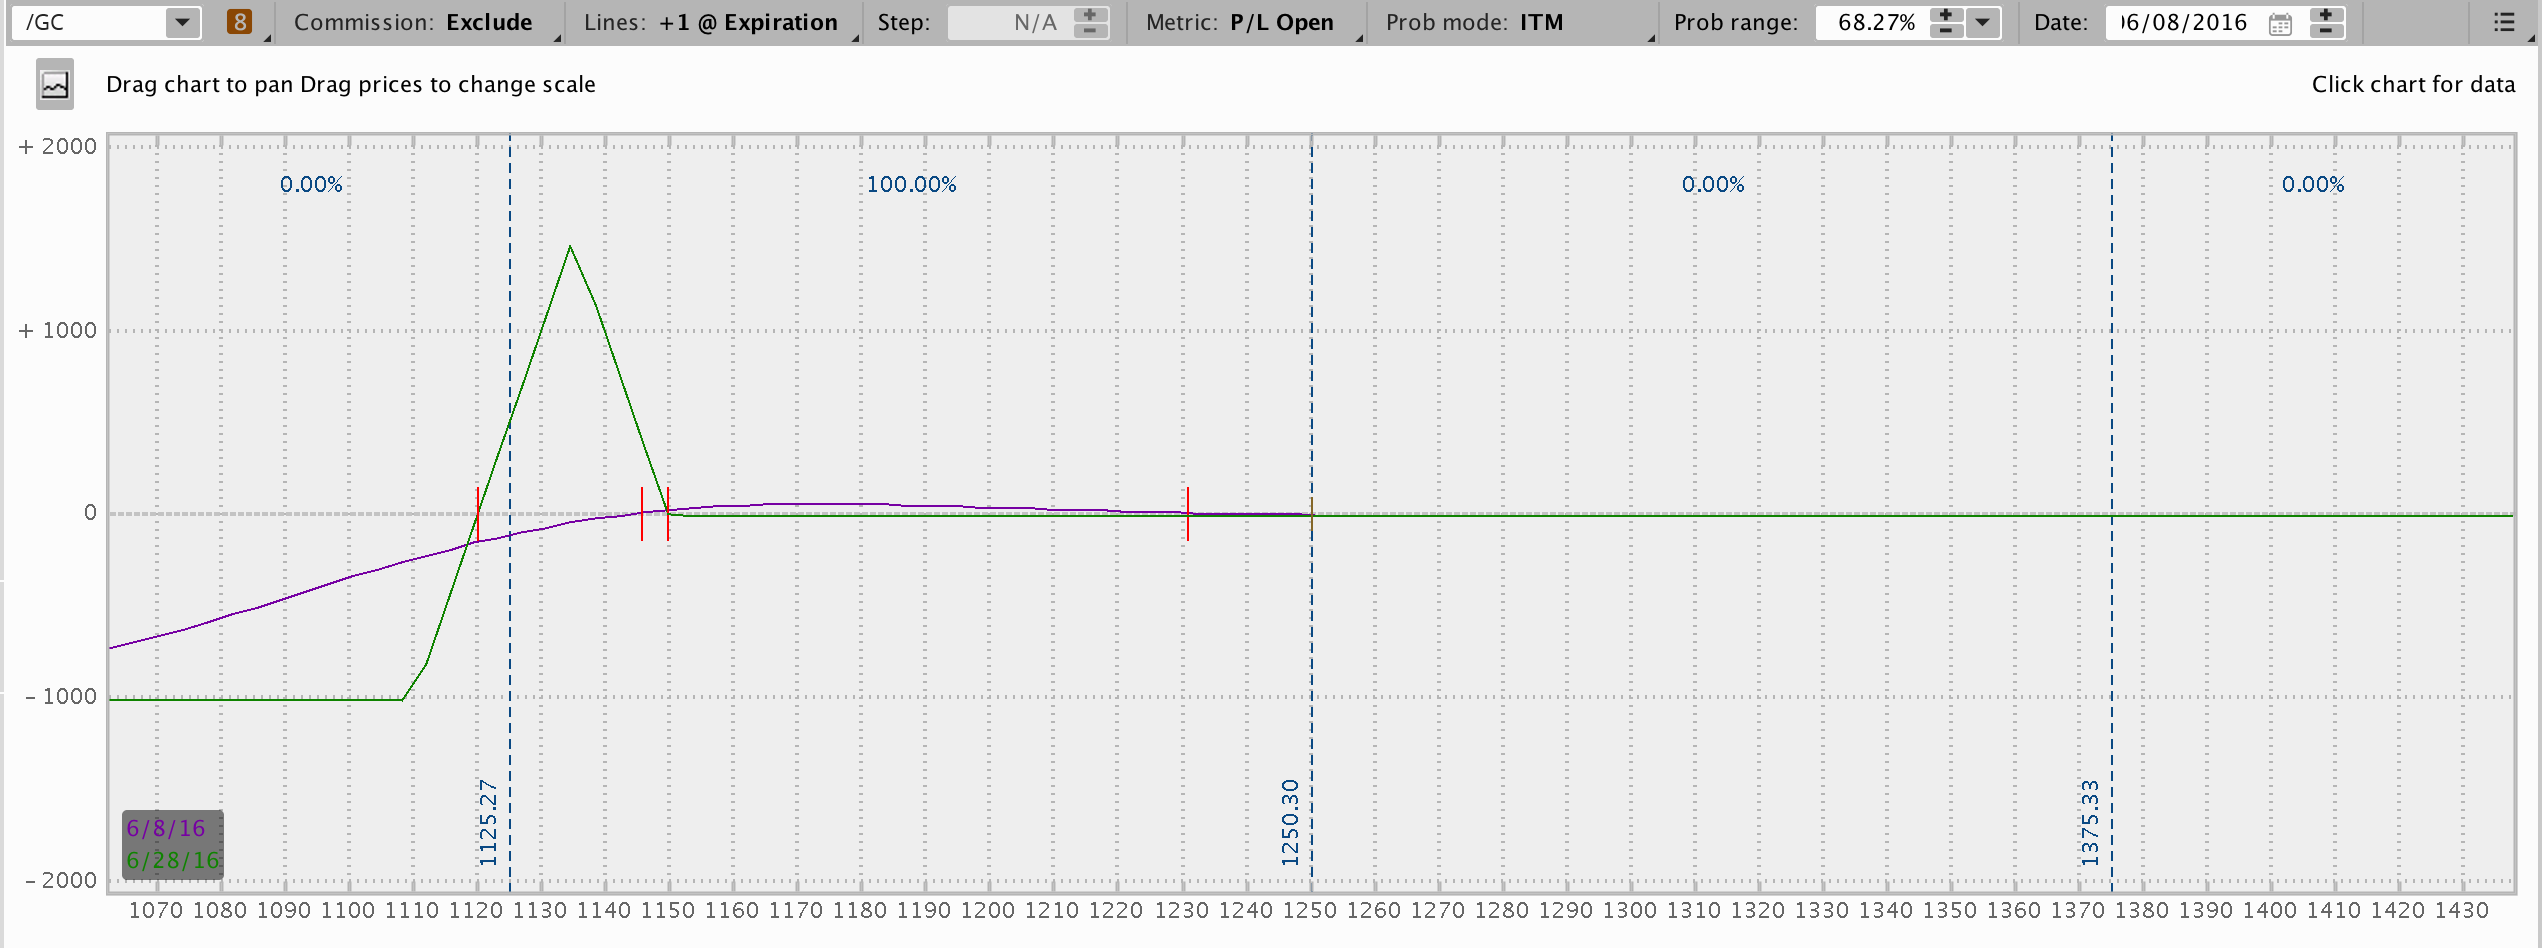 /GC 8 Commission: Exclude Lines: +1 @ Expiration Step: N/A Metric: P/L Open Prob mode: ITM Prob range: 68.27% Date: 06/08/2016
Drag chart to pan Drag prices to change scale Click chart for data
+ 2000
0.00% 100.00% 0.00% 0.00%
+ 1000
0
- 1000
1125.27 1250.30 1375.33
6/8/16
6/28/16
- 2000
1070 1080 1090 1100 1110 1120 1130 1140 1150 1160 1170 1180 1190 1200 1210 1220 1230 1240 1250 1260 1270 1280 1290 1300 1310 1320 1330 1340 1350 1360 1370 1380 1390 1400 1410 1420 1430